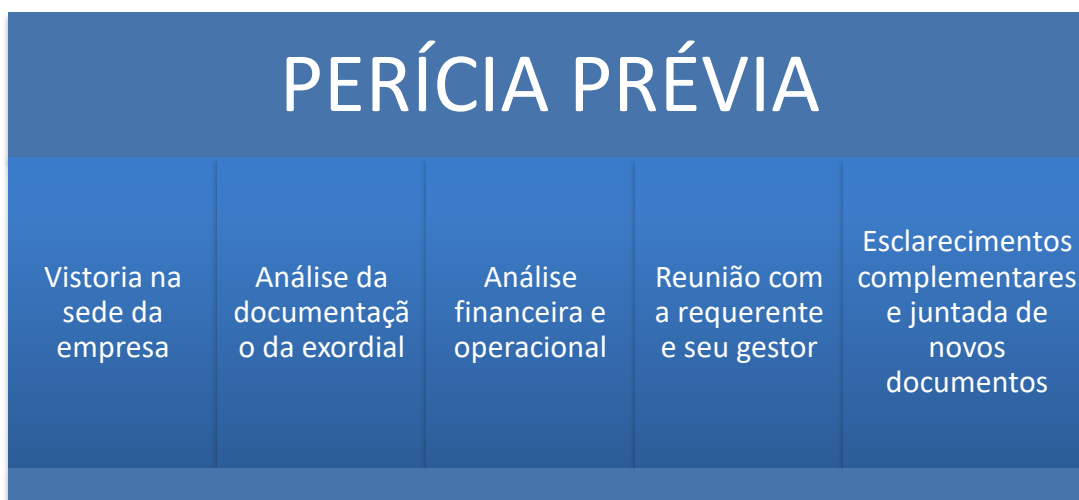 PERÍCIA PRÉVIA
Vistoria na
sede da
empresa
Análise da
documentaçã
o da exordial
Análise
financeira e
operacional
Reunião com
a requerente
e seu gestor
Esclarecimentos
complementares
e juntada de
novos
documentos